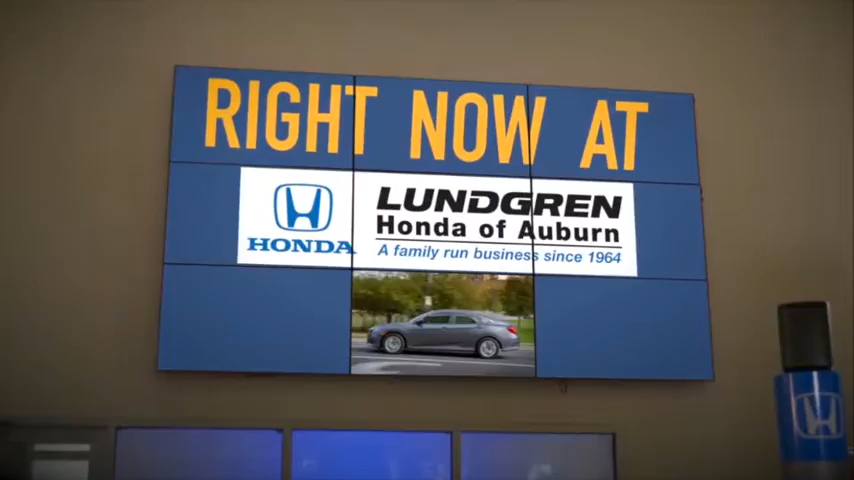 RIGHT NOW AT
LUNDGREN
HONDA
Honda of Auburn
A family run business since 1964